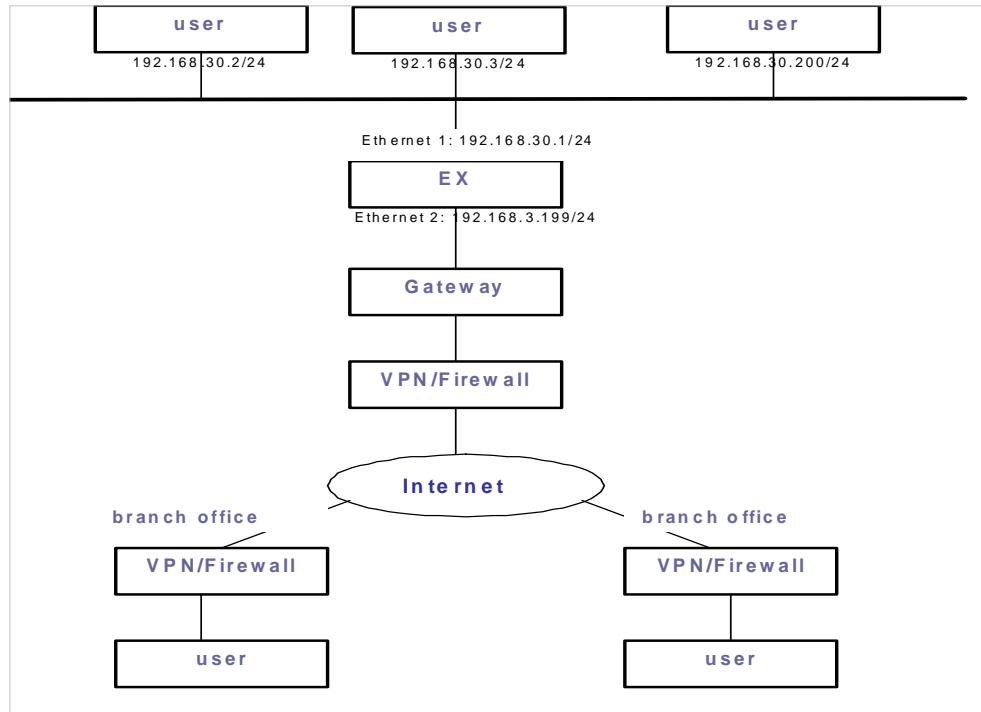 user
user
user
192.168.30.2/24
192.168.30.3/24
192.168.30.200/24
Ethernet 1: 192.168.30.1/24
EX
Ethernet 2: 192.168.3.199/24
Gateway
VPN/Firewall
Internet
branch office
branch office
VPN/Firewall
VPN/Firewall
user
user